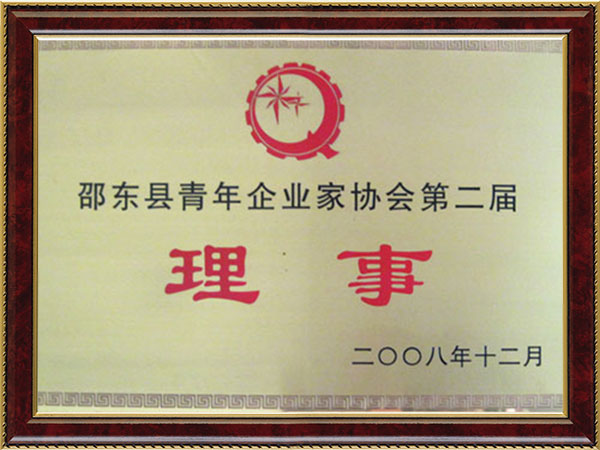 邵东县青年企业家协会第二届
理事
二〇〇八年十二月